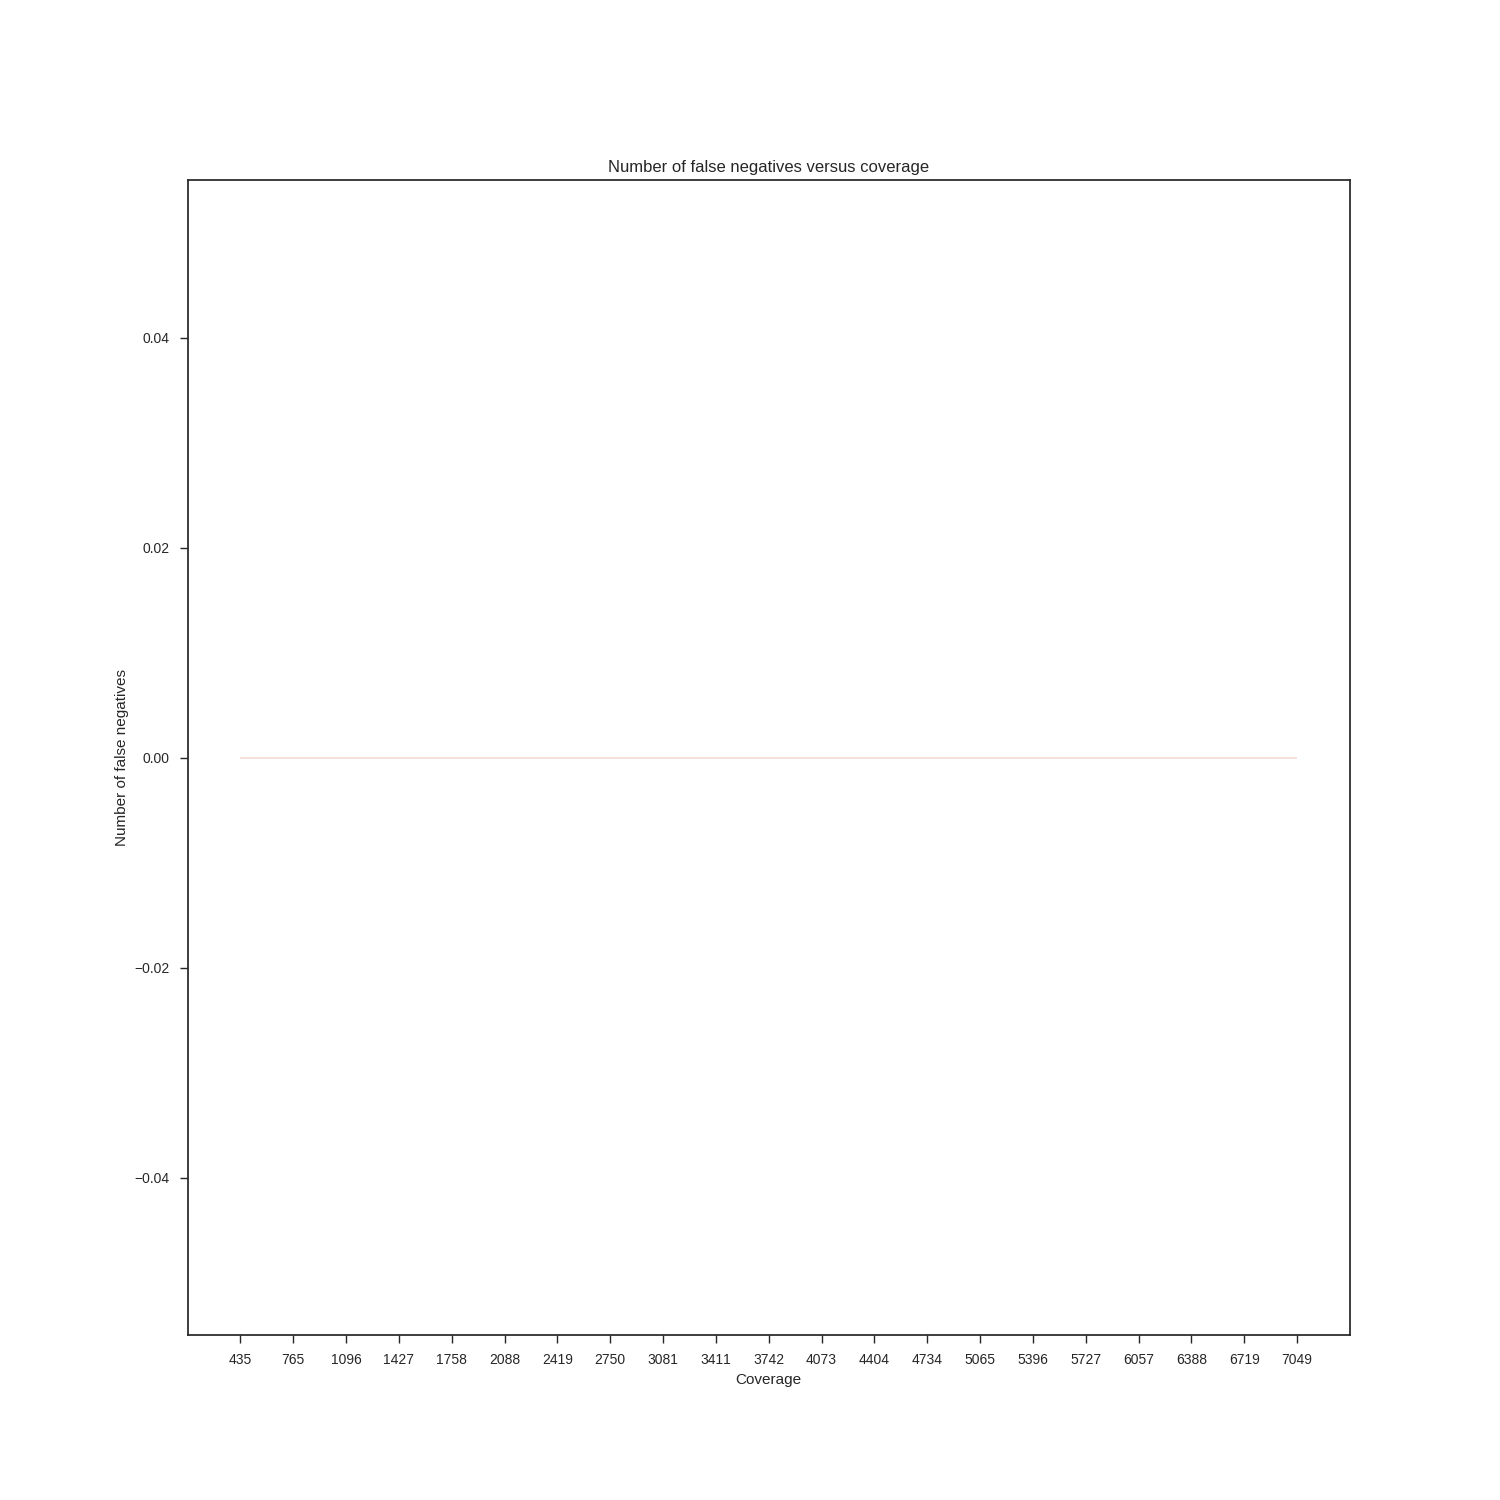 Number of false negatives versus coverage
Number of false negatives
0.04
0.02
0.00
−0.02
−0.04
435 765 1096 1427 1758 2088 2419 2750 3081 3411 3742 4073 4404 4734 5065 5396 5727 6057 6388 6719 7049
Coverage